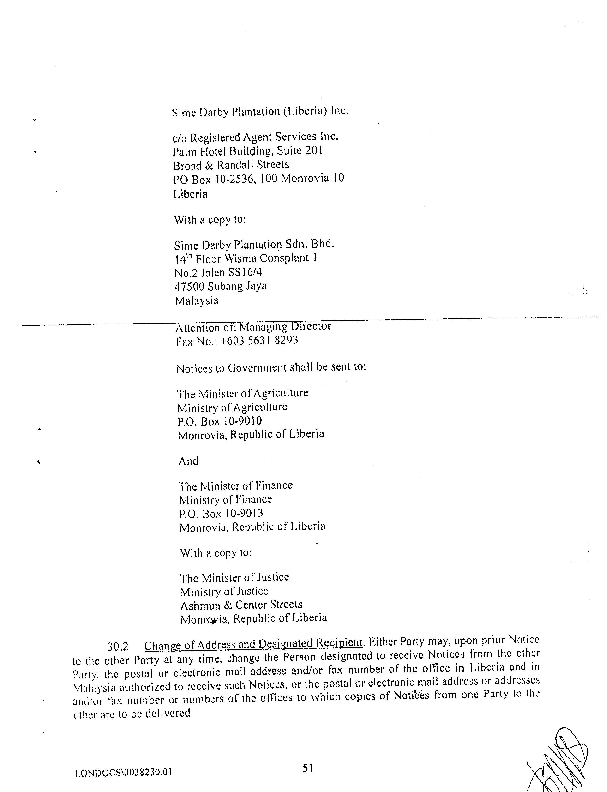 Sime Darby Plantation (Liberia) Inc.
c/o Registered Agent Services Inc.
Palm Hotel Building, Suite 201
Broad & Randall Streets
PO Box 10-2536, 100 Monrovia 10
Liberia
With a copy to:
Sime Darby Plantation Sdn. Bhd.
14th Floor Wisma Consplant 1
No.2 Jalan SS16/4
47500 Subang Jaya
Malaysia
Attention of: Managing Director
Fax No. +603 5631 8293
Notices to Government shall be sent to:
The Minister of Agriculture
Ministry of Agriculture
P.O. Box 10-9010
Monrovia, Republic of Liberia
And
The Minister of Finance
Ministry of Finance
P.O. Box 10-9013
Monrovia, Republic of Liberia
With a copy to:
The Minister of Justice
Ministry of Justice
Ashmun & Center Streets
Monrovia, Republic of Liberia
30.2 Change of Address and Designated Recipient. Either Party may, upon prior Notice
to the other Party at any time, change the Person designated to receive Notices from the other
Party, the postal or electronic mail address and/or fax number of the office in Liberia and in
Malaysia authorized to receive such Notices, or the postal or electronic mail address or addresses
and/or fax number or numbers of the offices to which copies of Notices from one Party to the
other are to be delivered
51